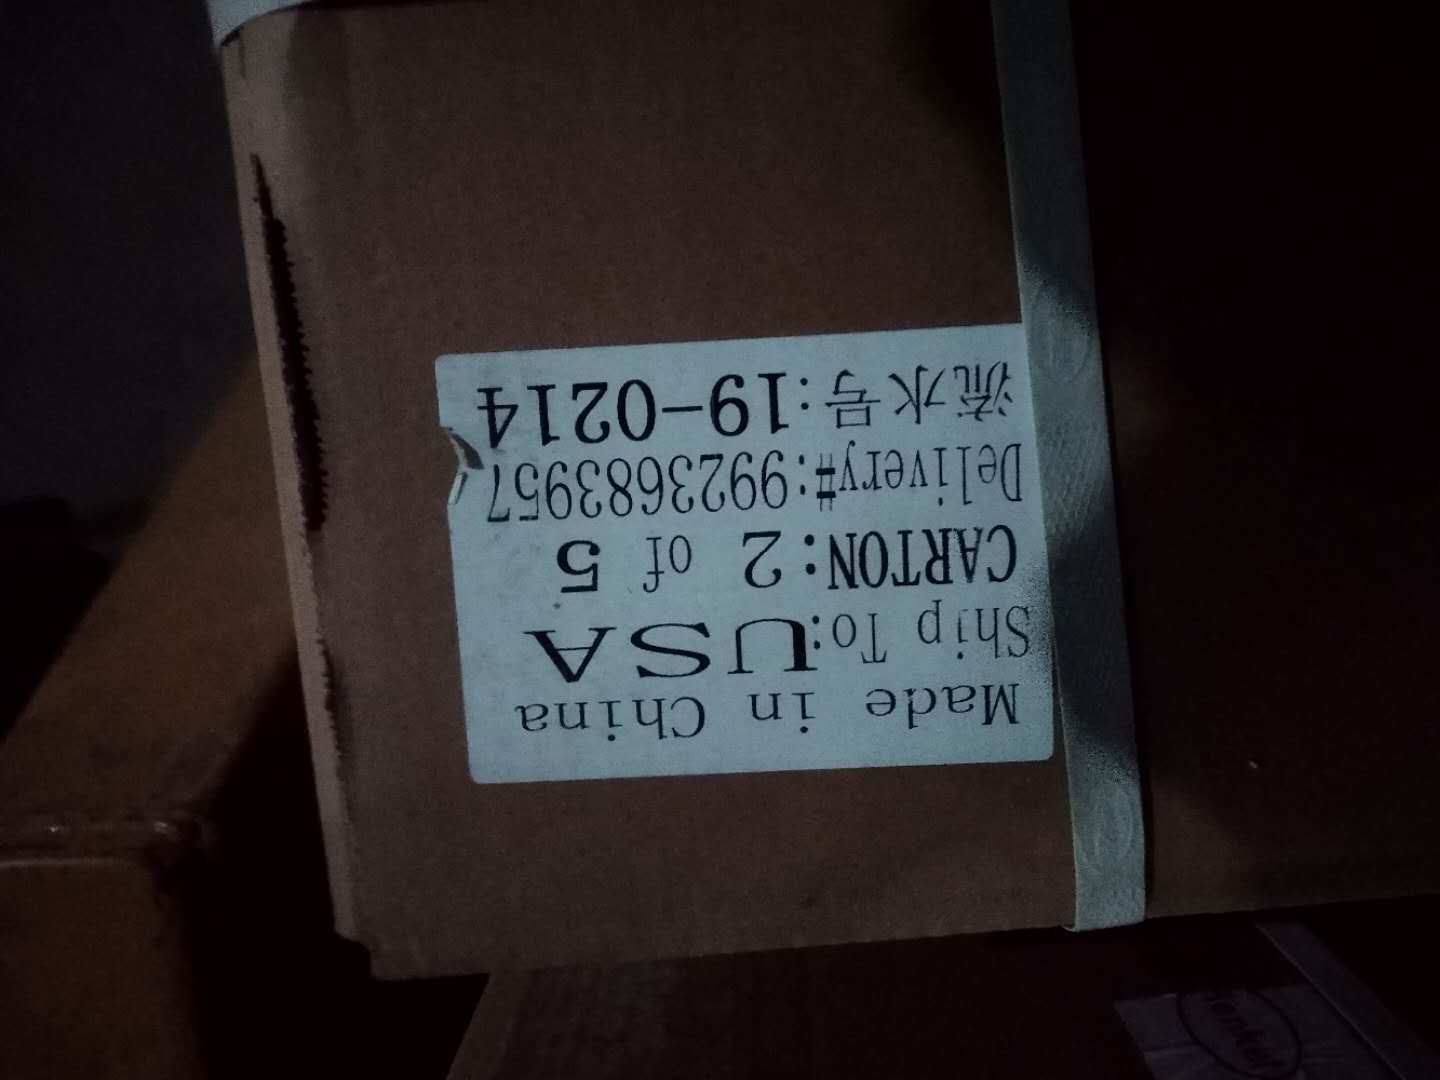 流水号:19-0214
Delivery#:9923683957
CARTON:2 of 5
Ship To:USA
Made in China